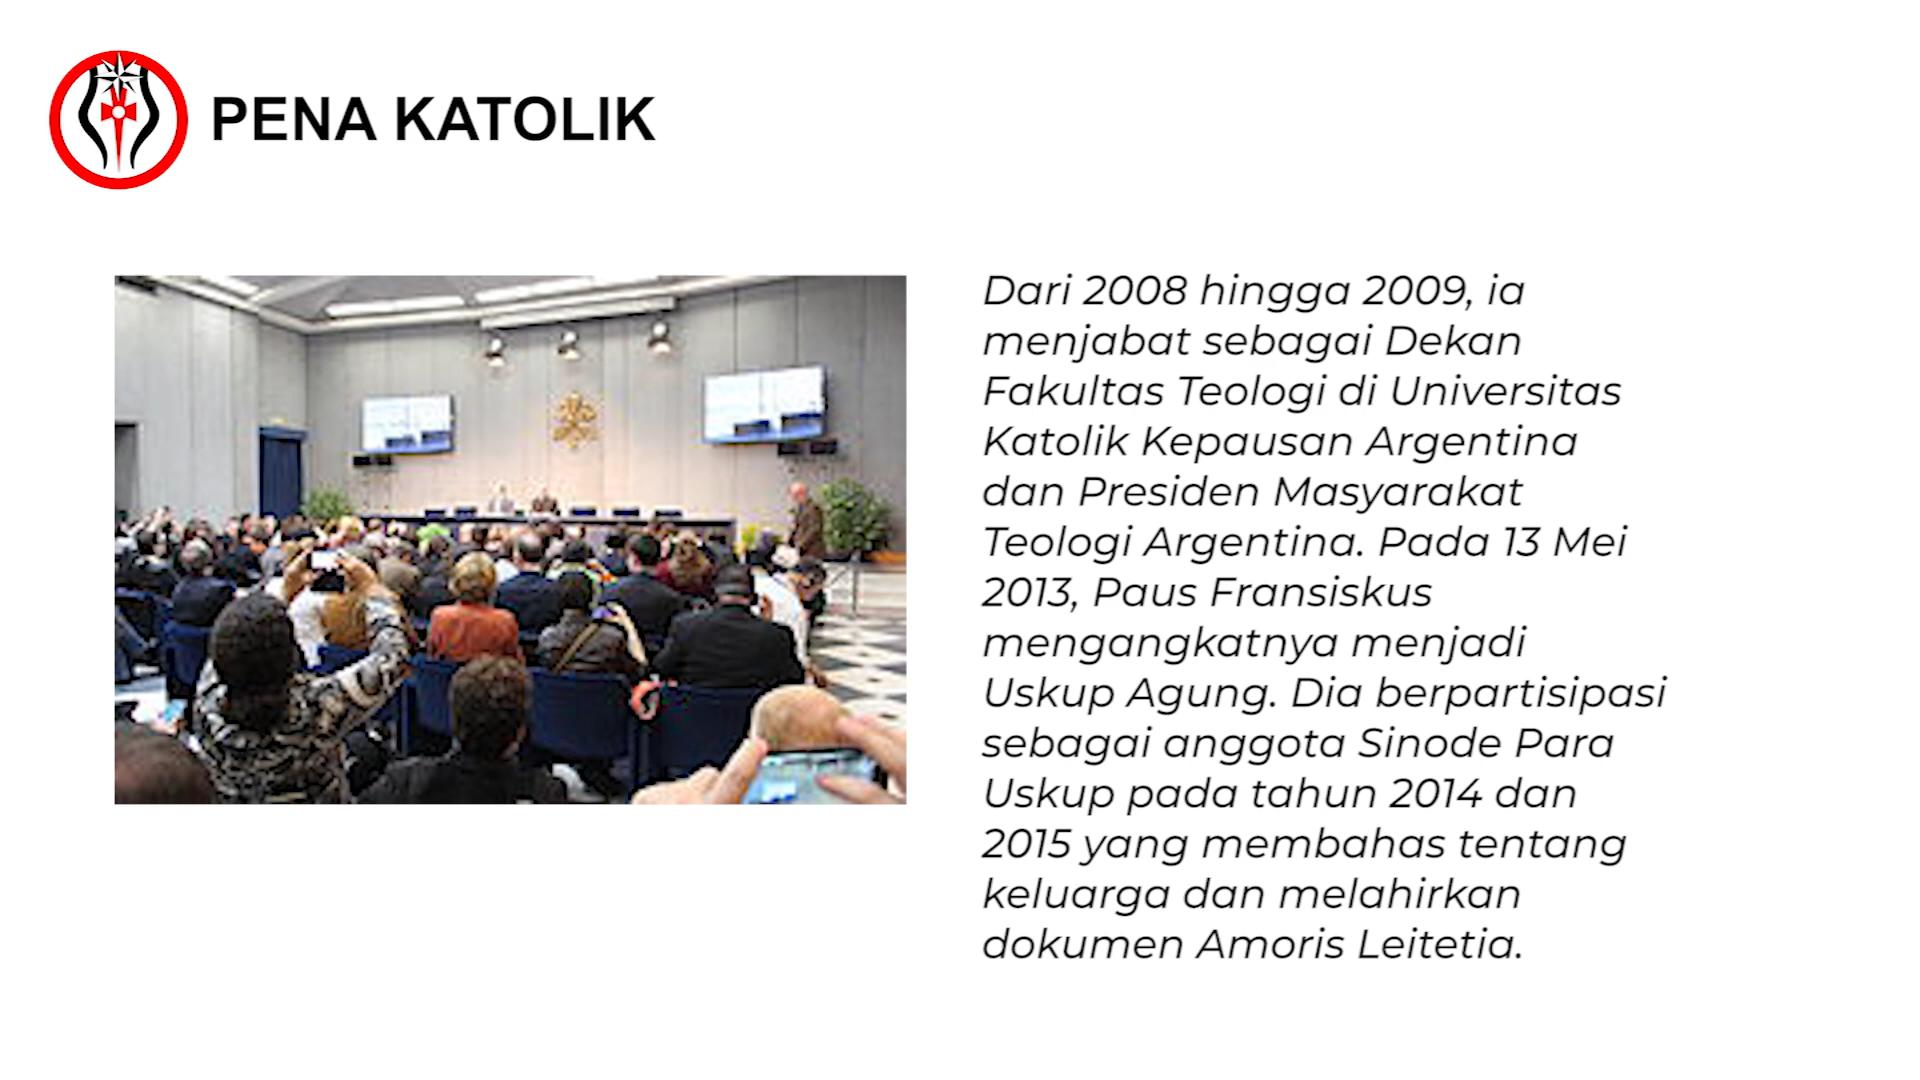 PENA KATOLIK
Dari 2008 hingga 2009, ia
menjabat sebagai Dekan
Fakultas Teologi di Universitas
Katolik Kepausan Argentina
dan Presiden Masyarakat
Teologi Argentina. Pada 13 Mei
2013, Paus Fransiskus
mengangkatnya menjadi
Uskup Agung. Dia berpartisipasi
sebagai anggota Sinode Para
Uskup pada tahun 2014 dan
2015 yang membahas tentang
keluarga dan melahirkan
dokumen Amoris Leitetia.